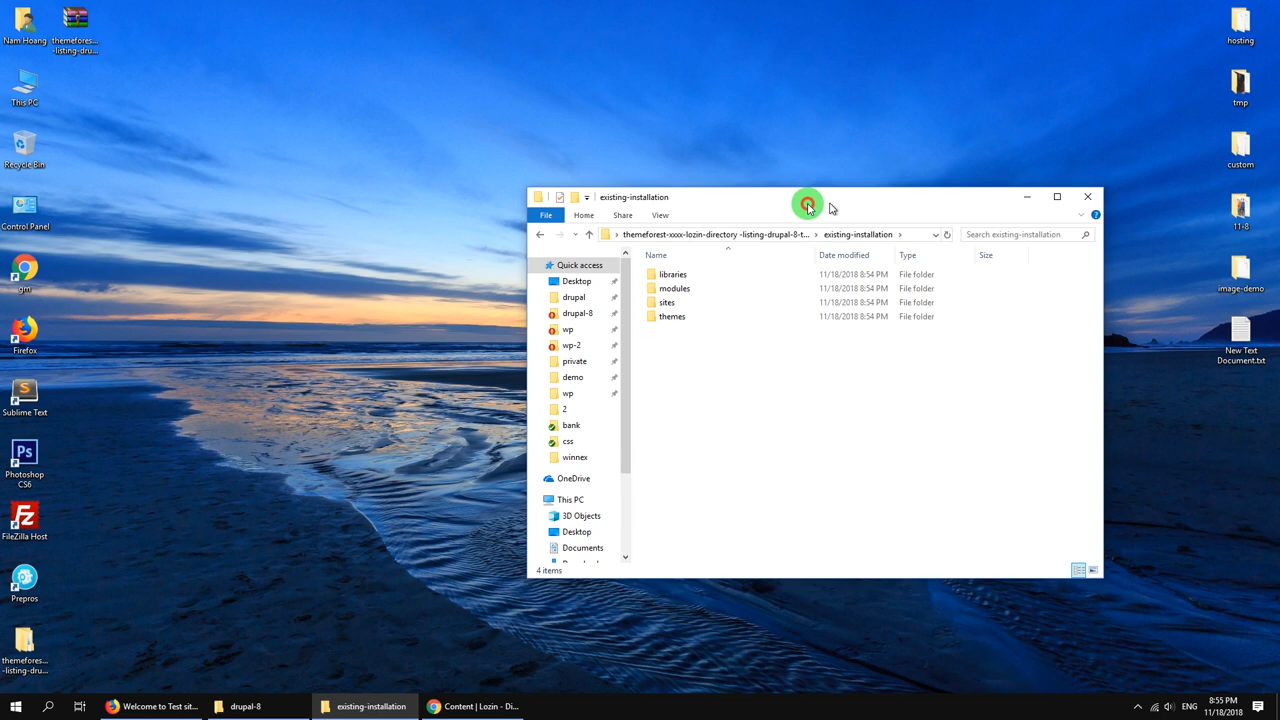 Nam Hoang
themefores...
-listing-dru...
This PC
Recycle Bin
Control Panel
gm
Firefox
Sublime Text
Photoshop
CS6
FileZilla Host
Prepros
themefores...
-listing-dru...
hosting
tmp
custom
11-8
image-demo
New Text
Document.txt
existing-installation
File Home Share View
themeforest-xxxx-lozin-directory -listing-drupal-8-t... existing-installation Search existing-installation
Name Date modified Type Size
libraries 11/18/2018 8:54 PM File folder
modules 11/18/2018 8:54 PM File folder
sites 11/18/2018 8:54 PM File folder
themes 11/18/2018 8:54 PM File folder
Quick access
Desktop
drupal
drupal-8
wp
wp-2
private
demo
wp
2
bank
css
winnex
OneDrive
This PC
3D Objects
Desktop
Documents
4 items
Welcome to Test sit... drupal-8 existing-installation Content | Lozin - Di... ENG 8:55 PM
11/18/2018